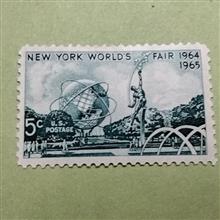 NEW YORK WORLD'S FAIR 1964
1965
5¢
U.S.
POSTAGE